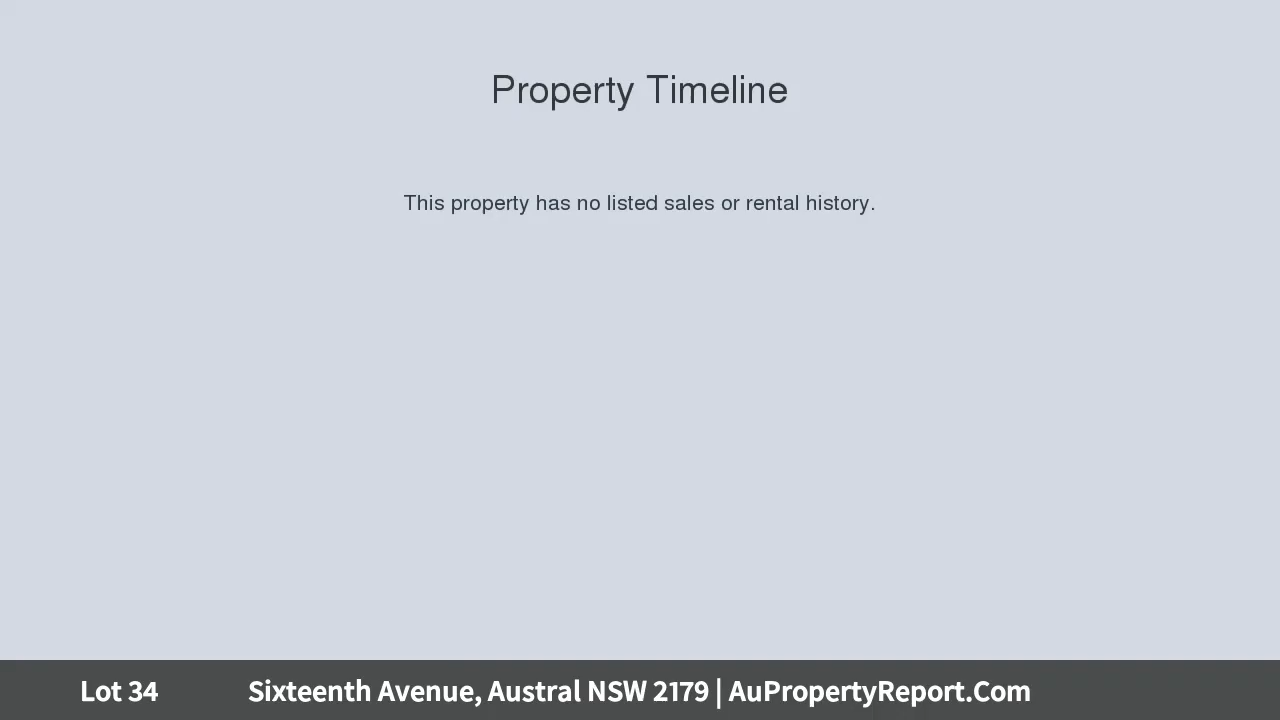 Property Timeline
This property has no listed sales or rental history.
Lot 34 Sixteenth Avenue, Austral NSW 2179 | AuPropertyReport.Com